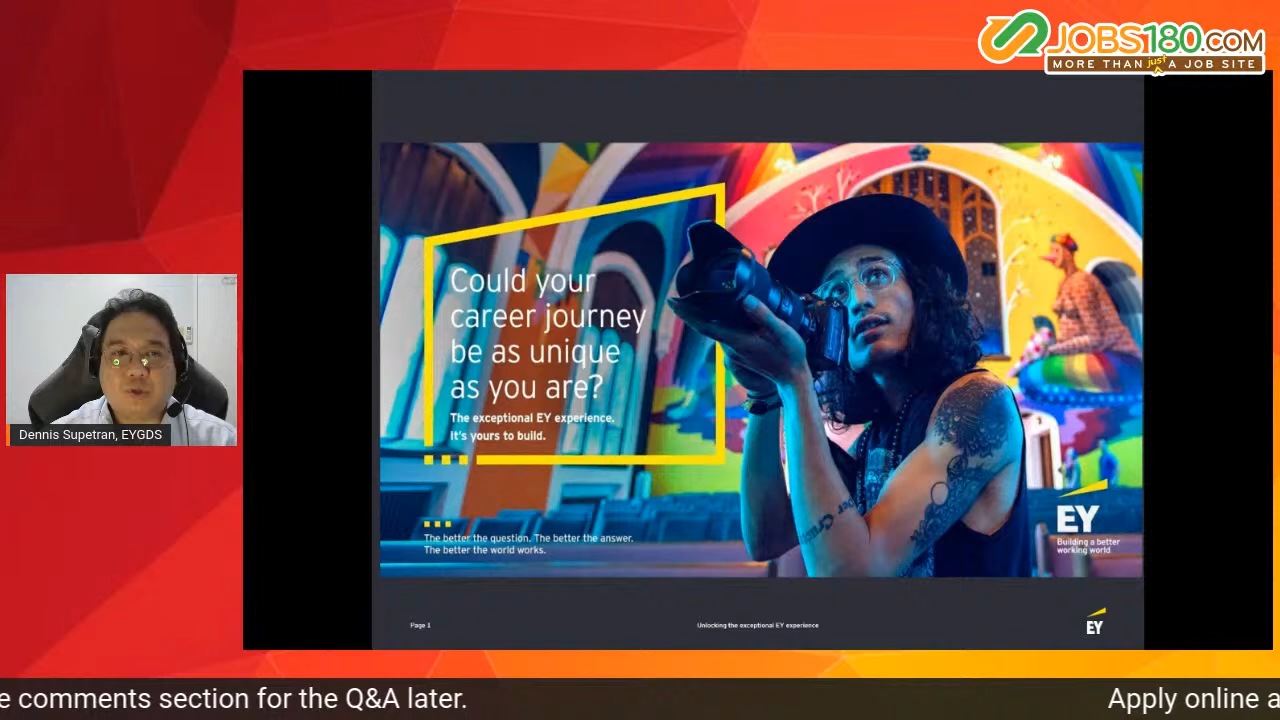 JOBS180.COM
MORE THAN just A JOB SITE
Could your
career journey
be as unique
as you are?
The exceptional EY experience.
It's yours to build.
Dennis Supetran, EYGDS
The better the question. The better the answer.
The better the world works.
EY
Building a better
working world
Page 1
Unlocking the exceptional EY experience
EY
e comments section for the Q&A later.
Apply online a